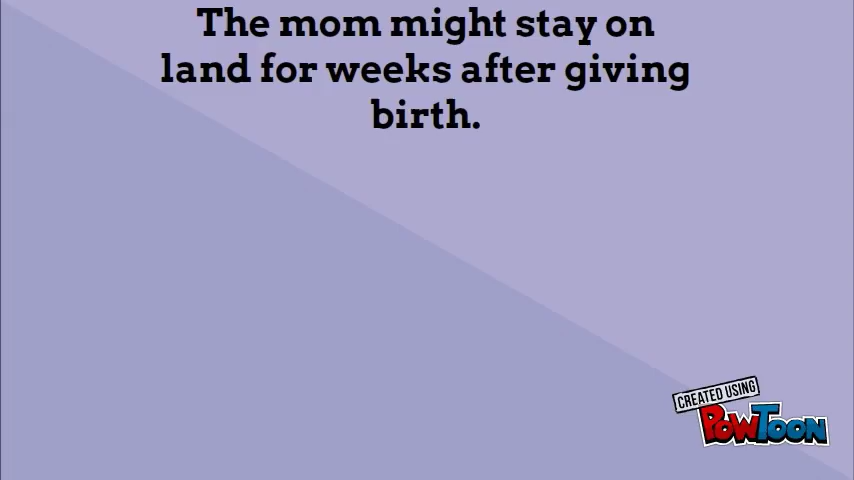 The mom might stay on
land for weeks after giving
birth.
CREATED USING
POWTOON